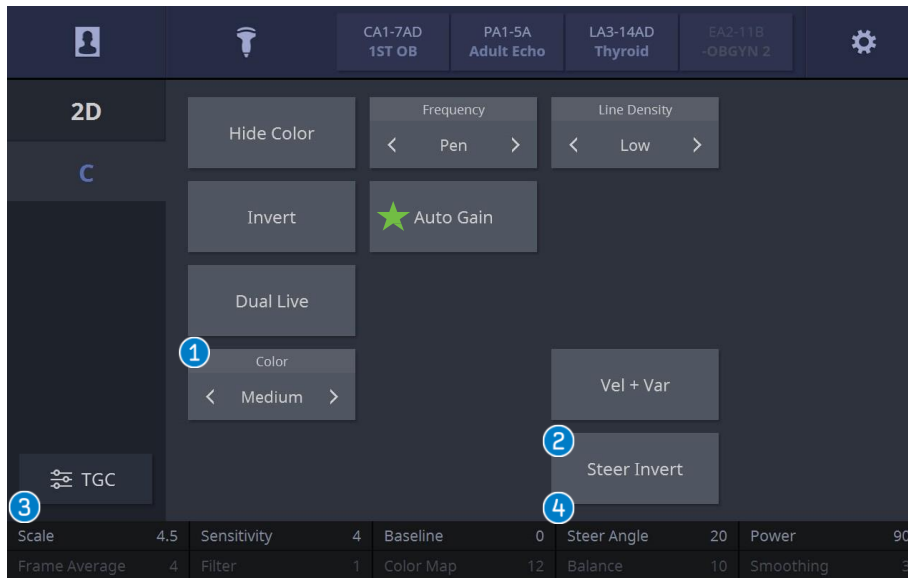 CA1-7AD
1ST OB
PA1-5A
Adult Echo
LA3-14AD
Thyroid
EA2-11B
-OBGYN 2
2D
C
Hide Color
Frequency
Pen
Line Density
Low
Invert
Auto Gain
Dual Live
1
Color
Medium
Vel + Var
2
Steer Invert
TGC
3
4
Scale 4.5 Sensitivity 4 Baseline 0 Steer Angle 20 Power 90
Frame Average 4 Filter 1 Color Map 12 Balance 10 Smoothing 3